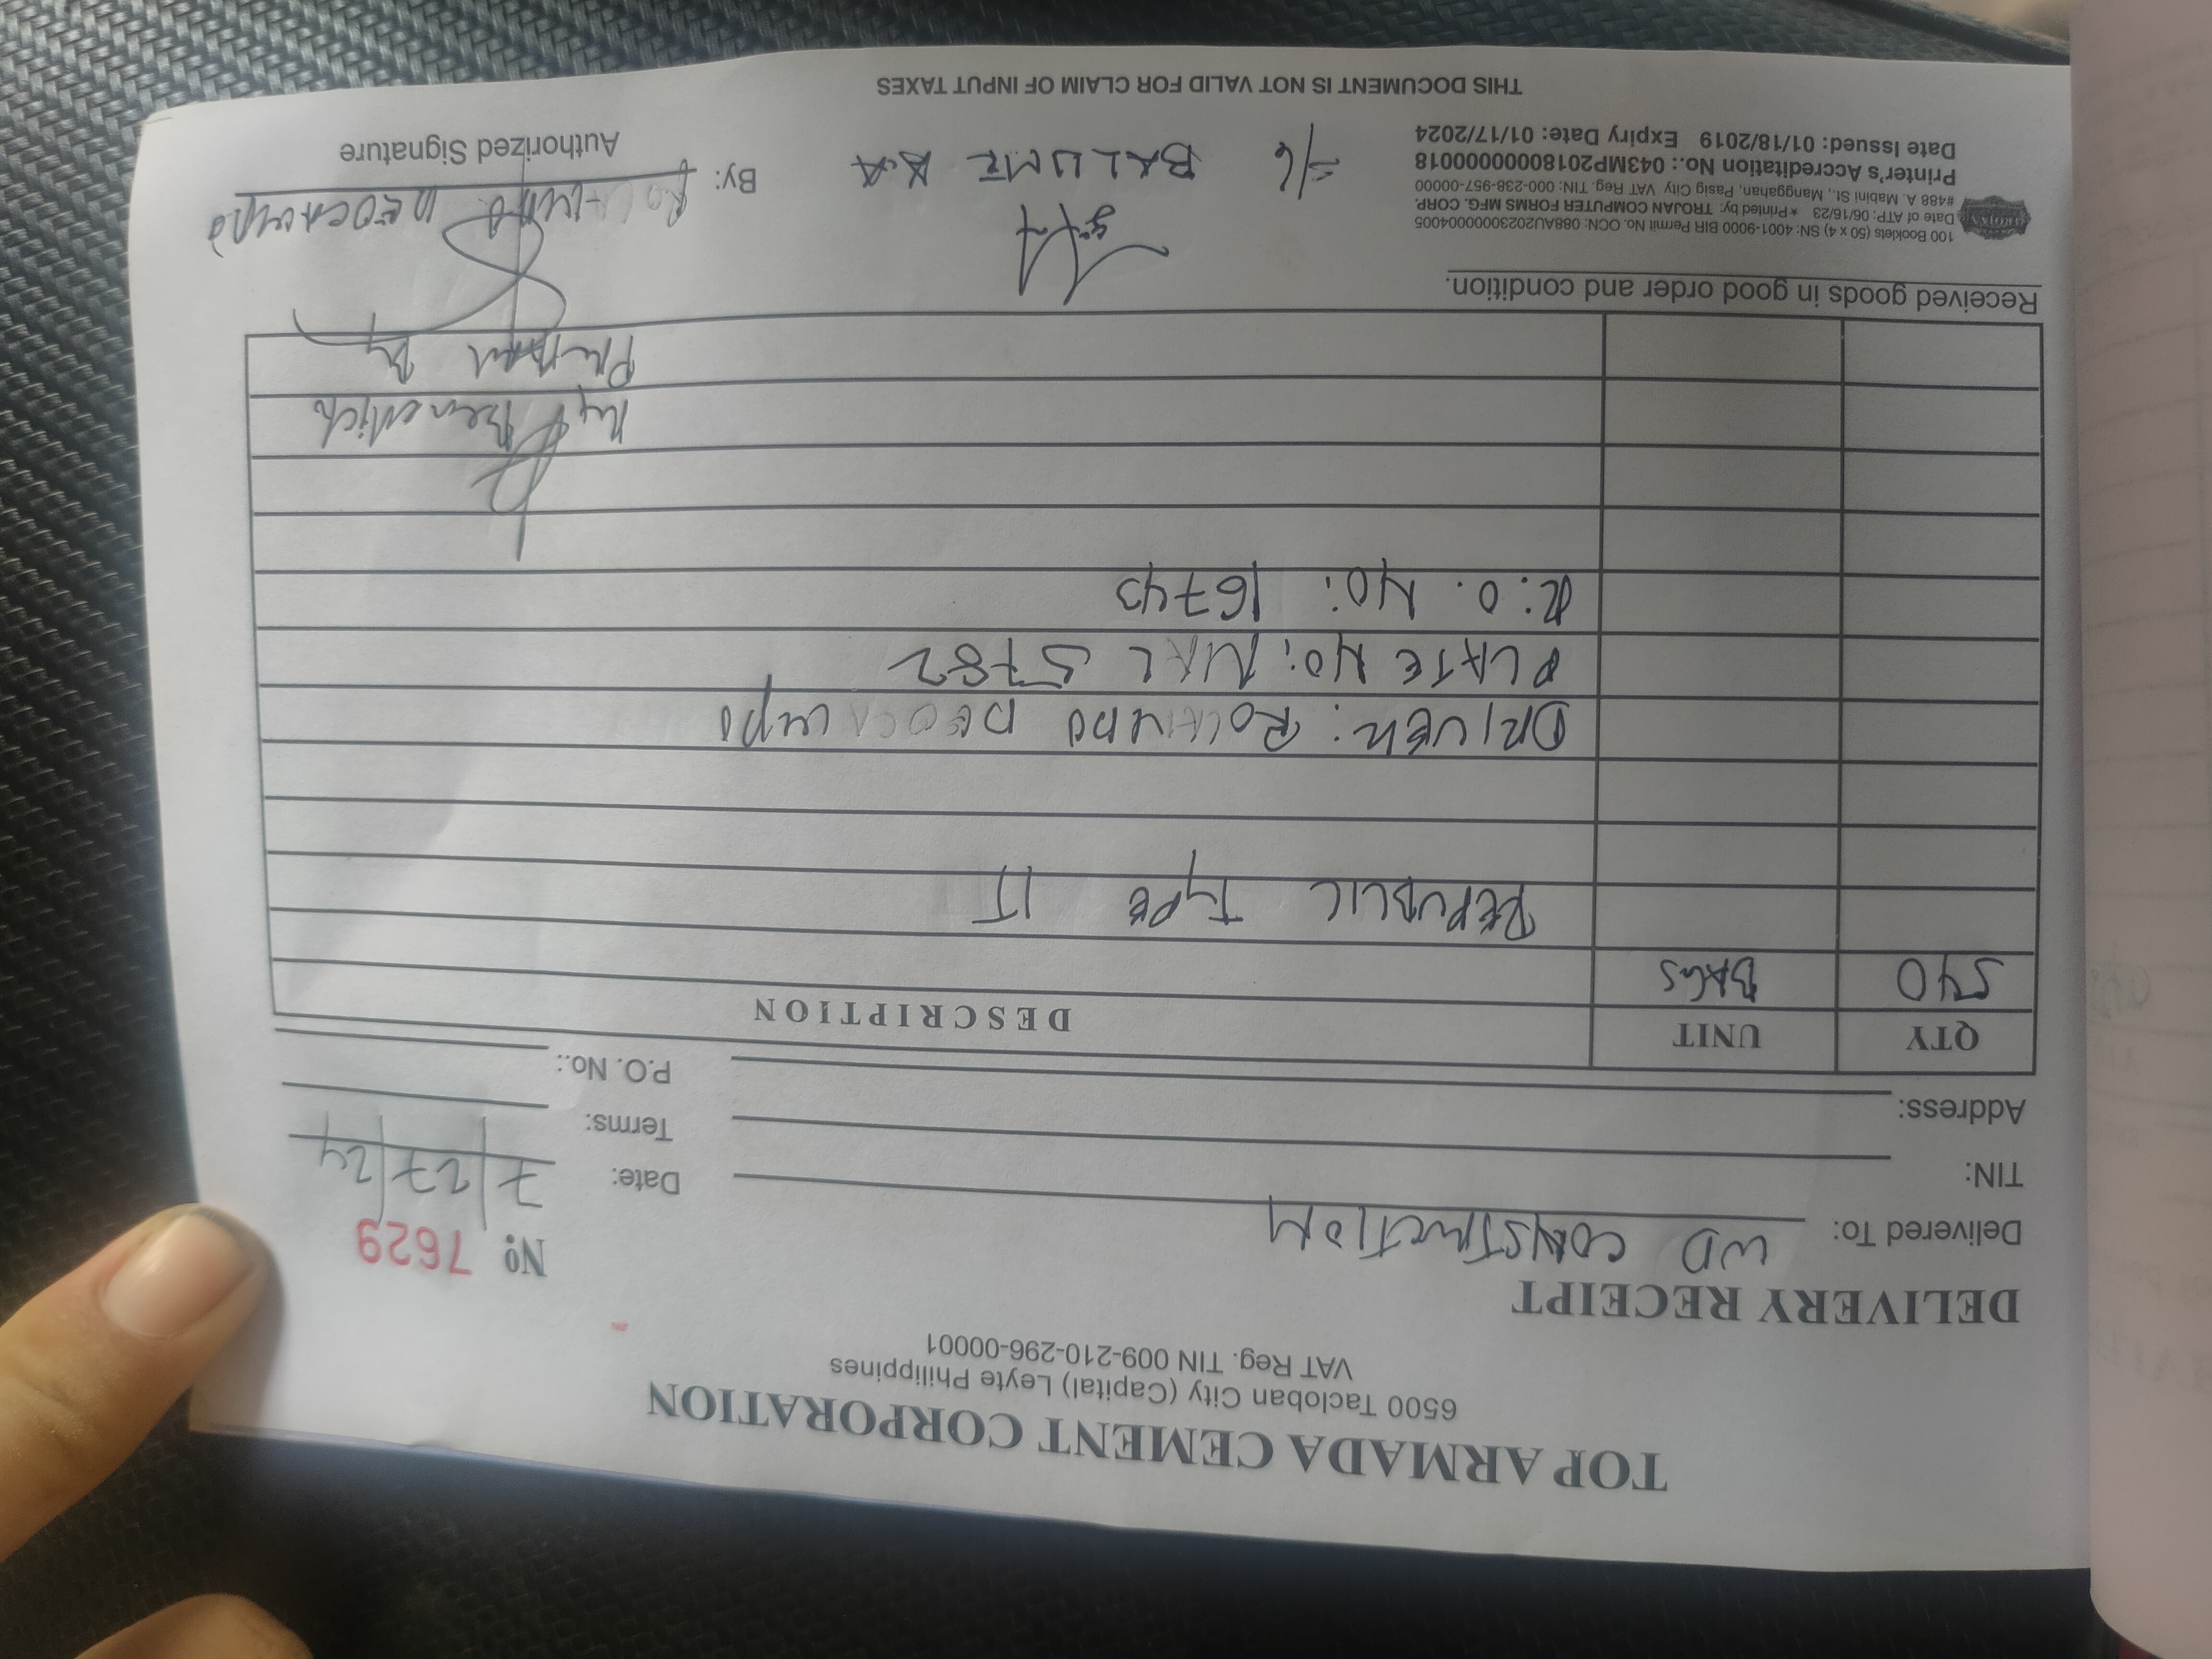 TOP ARMADA CEMENT CORPORATION
6500 Tacloban City (Capital) Leyte Philippines
VAT Reg. TIN 009-210-296-00001
DELIVERY RECEIPT
Nº 7629
Delivered To: WD CONSTRUCTION
Date: 7/27/24
TIN:
Terms:
Address:
P.O. No.:
QTY UNIT DESCRIPTION
540 BAGS
REPUBLIC TYPE IT
DRIVER: ROLANDO DEOCAMPO
PLATE NO: NAL 5782
R.O. NO: 16743
Prepared By
Received goods in good order and condition.
100 Booklets (50 x 4) SN: 4001-9000 BIR Permit No. OCN: 088AU20230000004005
Date of ATP: 06/16/23 *Printed by: TROJAN COMPUTER FORMS MFG. CORP.
#488 A. Mabini St., Manggahan, Pasig City VAT Reg. TIN: 000-238-957-00000
Printer's Accreditation No.: 043MP20180000000018
Date Issued: 01/18/2019 Expiry Date: 01/17/2024
By: ROLANDO DEOCAMPO
Authorized Signature
THIS DOCUMENT IS NOT VALID FOR CLAIM OF INPUT TAXES